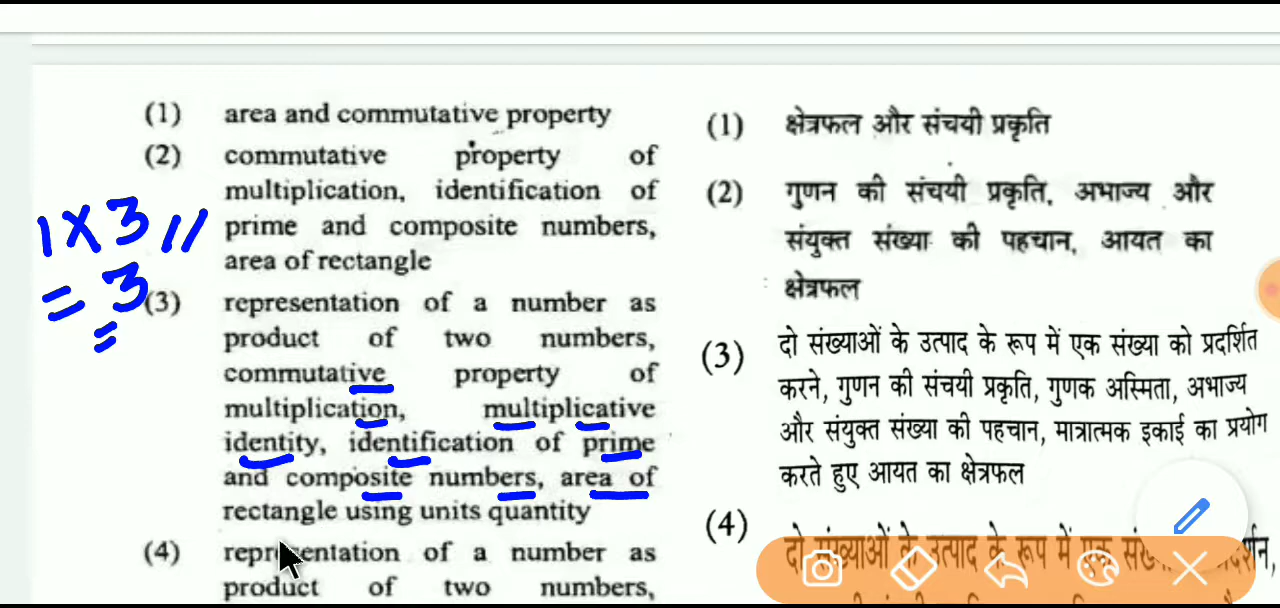 (1) area and commutative property
(2) commutative property of
multiplication, identification of
prime and composite numbers,
area of rectangle
(3) representation of a number as
product of two numbers,
commutative property of
multiplication, multiplicative
identity, identification of prime
and composite numbers, area of
rectangle using units quantity
(4) representation of a number as
product of two numbers,
1 × 3 //
= 3
=
(1) क्षेत्रफल और संचयी प्रकृति
(2) गुणन की संचयी प्रकृति, अभाज्य और
संयुक्त संख्या की पहचान, आयत का
क्षेत्रफल
(3) दो संख्याओं के उत्पाद के रूप में एक संख्या को प्रदर्शित
करने, गुणन की संचयी प्रकृति, गुणक अस्मिता, अभाज्य
और संयुक्त संख्या की पहचान, मात्रात्मक इकाई का प्रयोग
करते हुए आयत का क्षेत्रफल
(4) दो संख्याओं के उत्पाद के रूप में एक